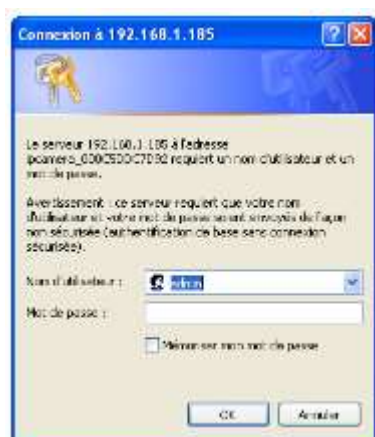 Connexion à 192.168.1.185
Le serveur 192.168.1.185 à l'adresse
requiert un nom d'utilisateur et un
mot de passe.
Avertissement : ce serveur requiert que votre nom
d'utilisateur et votre mot de passe soient envoyés de façon
non sécurisée (authentification de base sans connexion
sécurisée).
Nom d'utilisateur :
admin
Mot de passe :
Mémoriser mon mot de passe
OK
Annuler